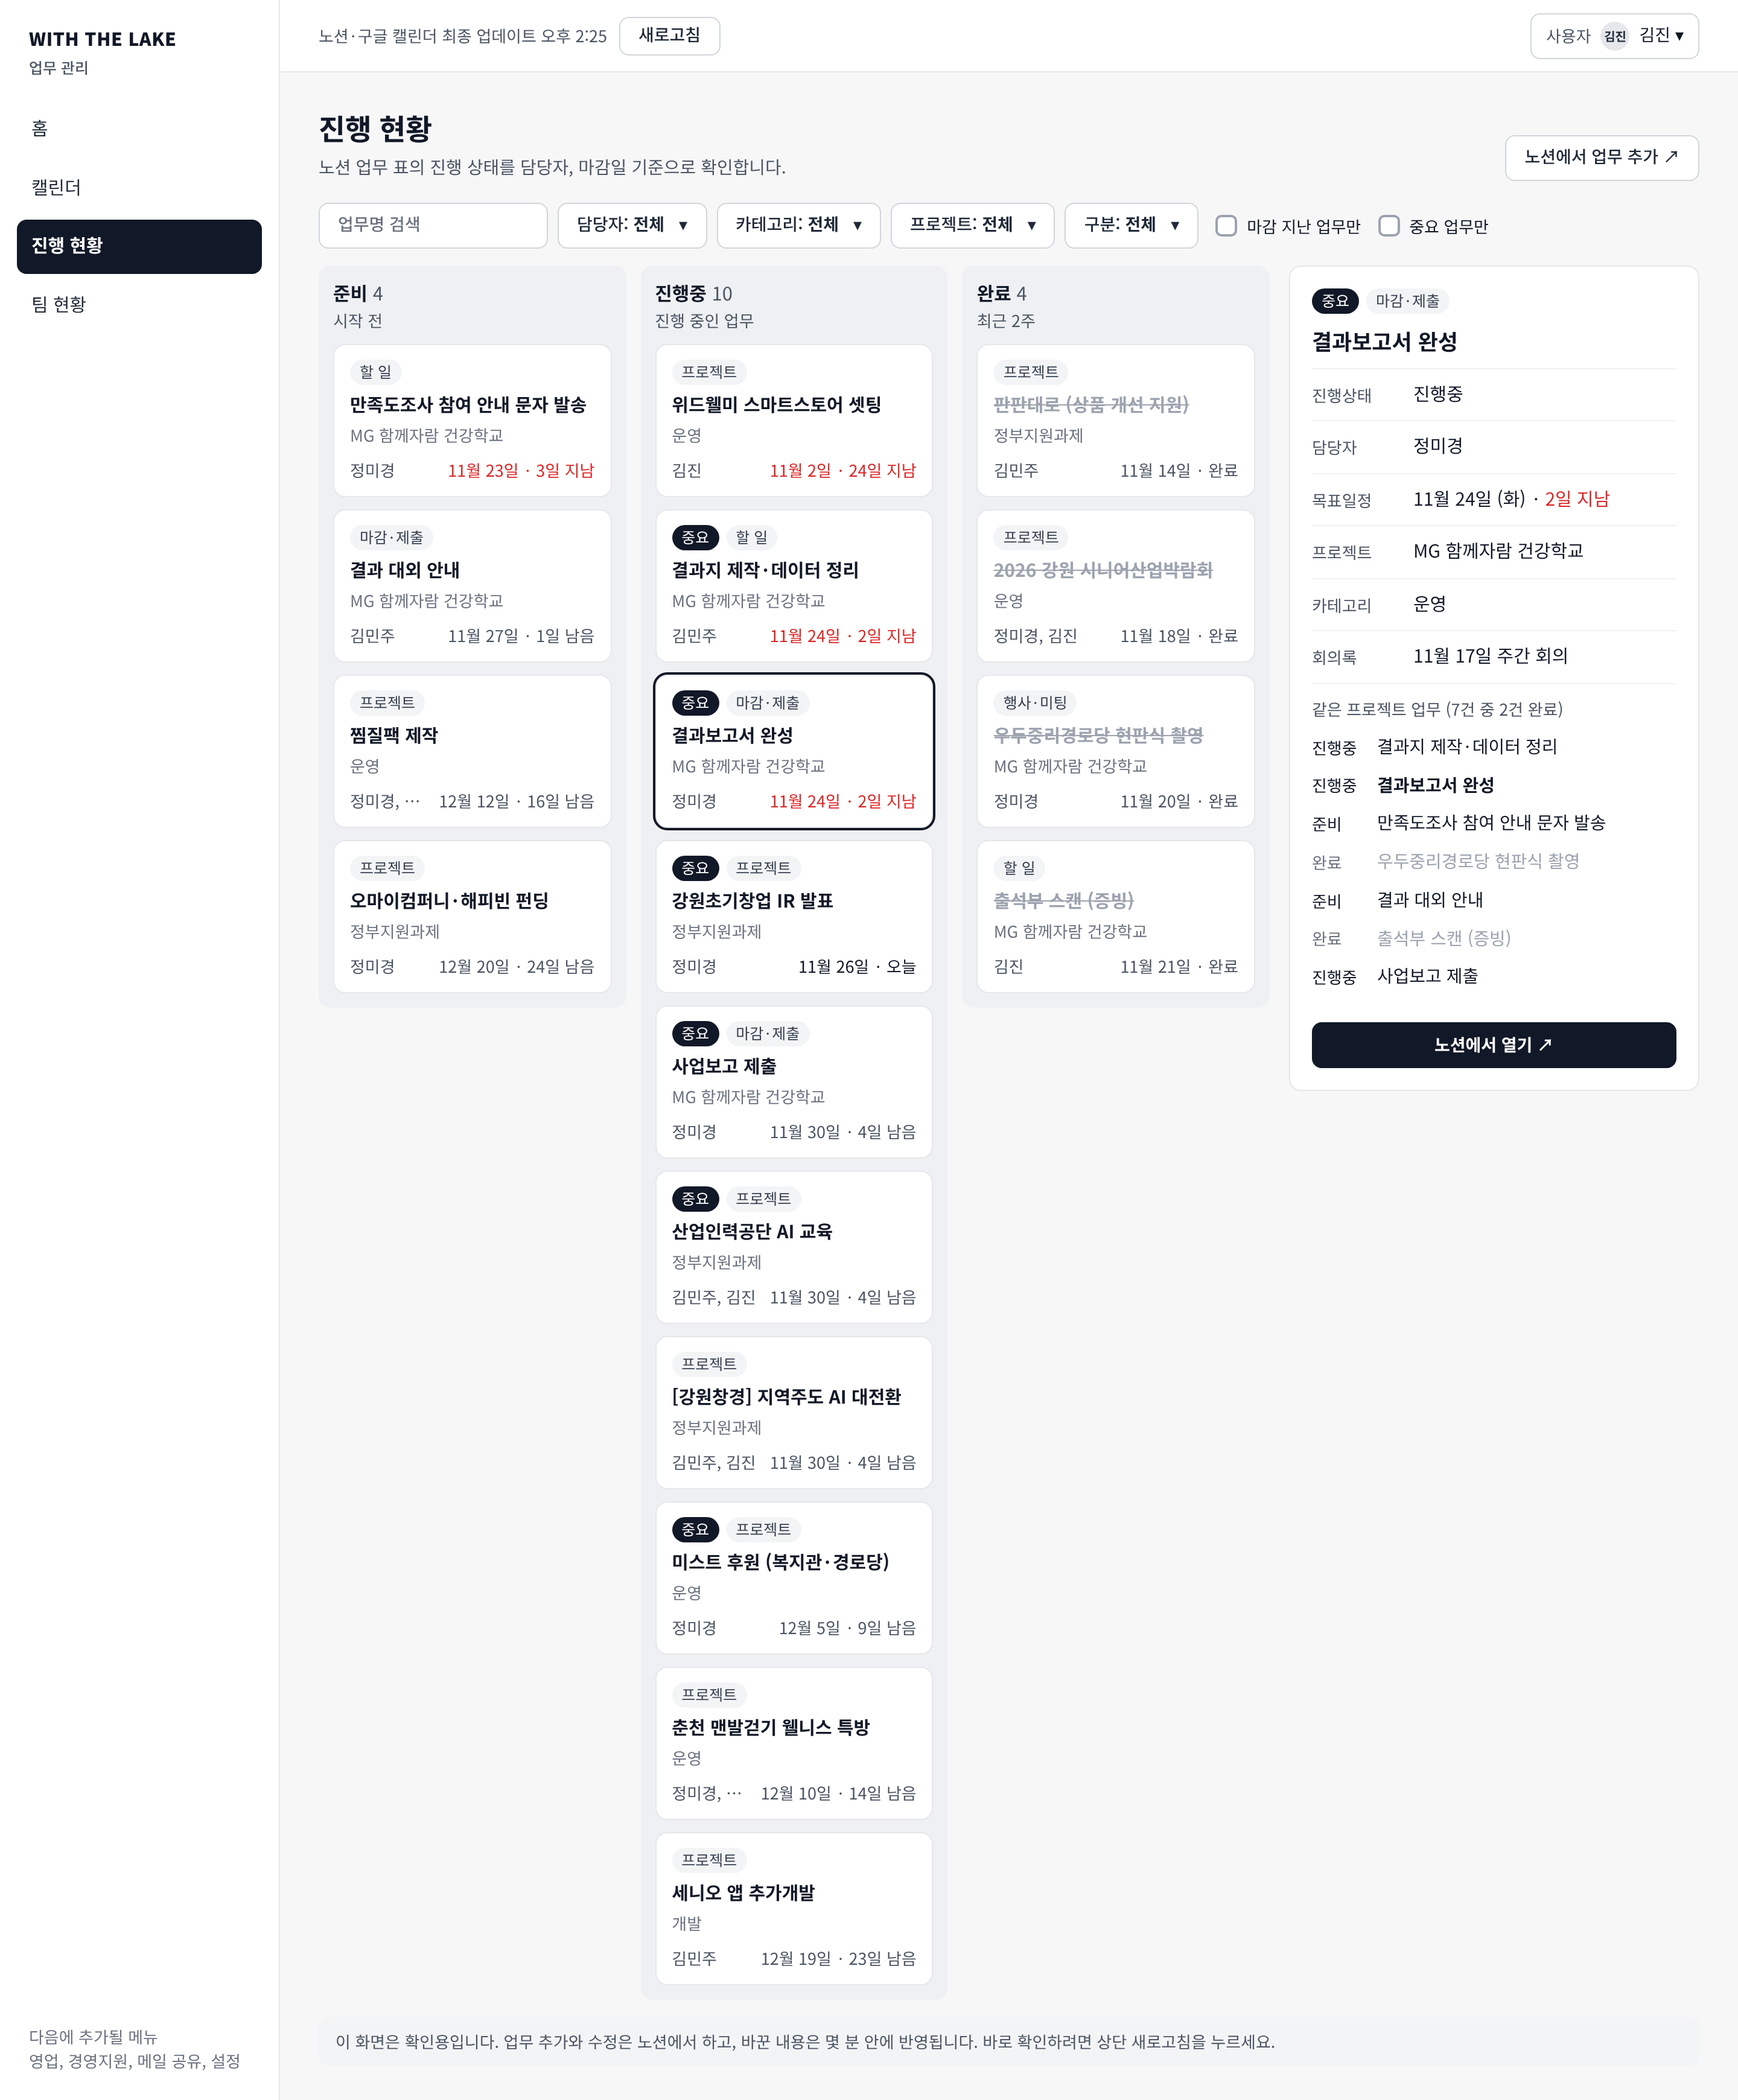 WITH THE LAKE
업무 관리
홈
캘린더
진행 현황
팀 현황
다음에 추가될 메뉴
영업, 경영지원, 메일 공유, 설정
노션·구글 캘린더 최종 업데이트 오후 2:25
새로고침
사용자 김진 김진 ▾
진행 현황
노션 업무 표의 진행 상태를 담당자, 마감일 기준으로 확인합니다.
노션에서 업무 추가 ↗
업무명 검색
담당자: 전체 ▾
카테고리: 전체 ▾
프로젝트: 전체 ▾
구분: 전체 ▾
마감 지난 업무만
중요 업무만
준비 4
시작 전
할 일
만족도조사 참여 안내 문자 발송
MG 함께자람 건강학교
정미경 11월 23일 · 3일 지남
마감·제출
결과 대외 안내
MG 함께자람 건강학교
김민주 11월 27일 · 1일 남음
프로젝트
찜질팩 제작
운영
정미경, ⋯ 12월 12일 · 16일 남음
프로젝트
오마이컴퍼니·해피빈 펀딩
정부지원과제
정미경 12월 20일 · 24일 남음
진행중 10
진행 중인 업무
프로젝트
위드웰미 스마트스토어 셋팅
운영
김진 11월 2일 · 24일 지남
중요 할 일
결과지 제작·데이터 정리
MG 함께자람 건강학교
김민주 11월 24일 · 2일 지남
중요 마감·제출
결과보고서 완성
MG 함께자람 건강학교
정미경 11월 24일 · 2일 지남
중요 프로젝트
강원초기창업 IR 발표
정부지원과제
정미경 11월 26일 · 오늘
중요 마감·제출
사업보고 제출
MG 함께자람 건강학교
정미경 11월 30일 · 4일 남음
중요 프로젝트
산업인력공단 AI 교육
정부지원과제
김민주, 김진 11월 30일 · 4일 남음
프로젝트
[강원창경] 지역주도 AI 대전환
정부지원과제
김민주, 김진 11월 30일 · 4일 남음
중요 프로젝트
미스트 후원 (복지관·경로당)
운영
정미경 12월 5일 · 9일 남음
프로젝트
춘천 맨발걷기 웰니스 특방
운영
정미경, ⋯ 12월 10일 · 14일 남음
프로젝트
세니오 앱 추가개발
개발
김민주 12월 19일 · 23일 남음
완료 4
최근 2주
프로젝트
판판대로 (상품 개선 지원)
정부지원과제
김민주 11월 14일 · 완료
프로젝트
2026 강원 시니어산업박람회
운영
정미경, 김진 11월 18일 · 완료
행사·미팅
우두중리경로당 현판식 촬영
MG 함께자람 건강학교
정미경 11월 20일 · 완료
할 일
출석부 스캔 (증빙)
MG 함께자람 건강학교
김진 11월 21일 · 완료
중요 마감·제출
결과보고서 완성
진행상태 진행중
담당자 정미경
목표일정 11월 24일 (화) · 2일 지남
프로젝트 MG 함께자람 건강학교
카테고리 운영
회의록 11월 17일 주간 회의
같은 프로젝트 업무 (7건 중 2건 완료)
진행중 결과지 제작·데이터 정리
진행중 결과보고서 완성
준비 만족도조사 참여 안내 문자 발송
완료 우두중리경로당 현판식 촬영
준비 결과 대외 안내
완료 출석부 스캔 (증빙)
진행중 사업보고 제출
노션에서 열기 ↗
이 화면은 확인용입니다. 업무 추가와 수정은 노션에서 하고, 바꾼 내용은 몇 분 안에 반영됩니다. 바로 확인하려면 상단 새로고침을 누르세요.